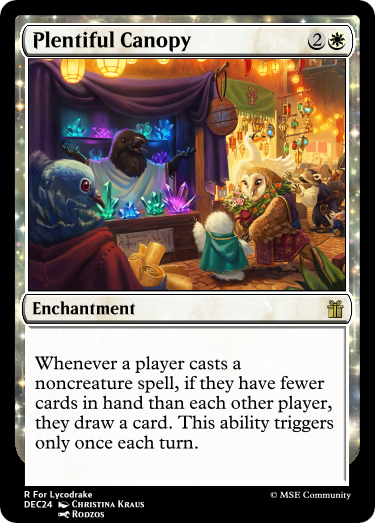 Plentiful Canopy 2
Enchantment
Whenever a player casts a
noncreature spell, if they have fewer
cards in hand than each other player,
they draw a card. This ability triggers
only once each turn.
R For Lycodrake
DEC24 Christina Kraus © MSE Community
Rodzos